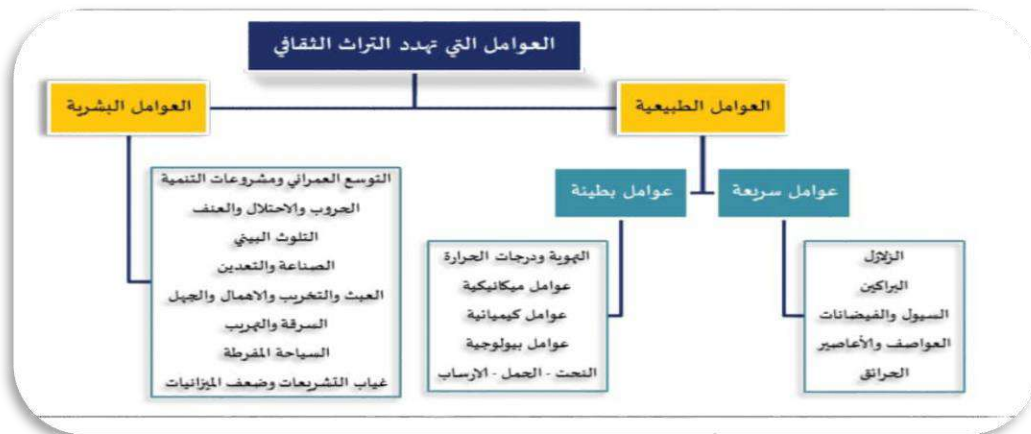 العوامل التي تهدد التراث الثقافي
العوامل الطبيعية
العوامل البشرية
عوامل سريعة
عوامل بطيئة
الزلازل
البراكين
السيول والفيضانات
العواصف والأعاصير
الحرائق
التهوية ودرجات الحرارة
عوامل ميكانيكية
عوامل كيميائية
عوامل بيولوجية
النحت - الحمل - الارساب
التوسع العمراني ومشروعات التنمية
الحروب والاحتلال والعنف
التلوث البيئي
الصناعة والتعدين
العبث والتخريب والاهمال والجهل
السرقة والتهريب
السياحة المفرطة
غياب التشريعات وضعف الميزانيات